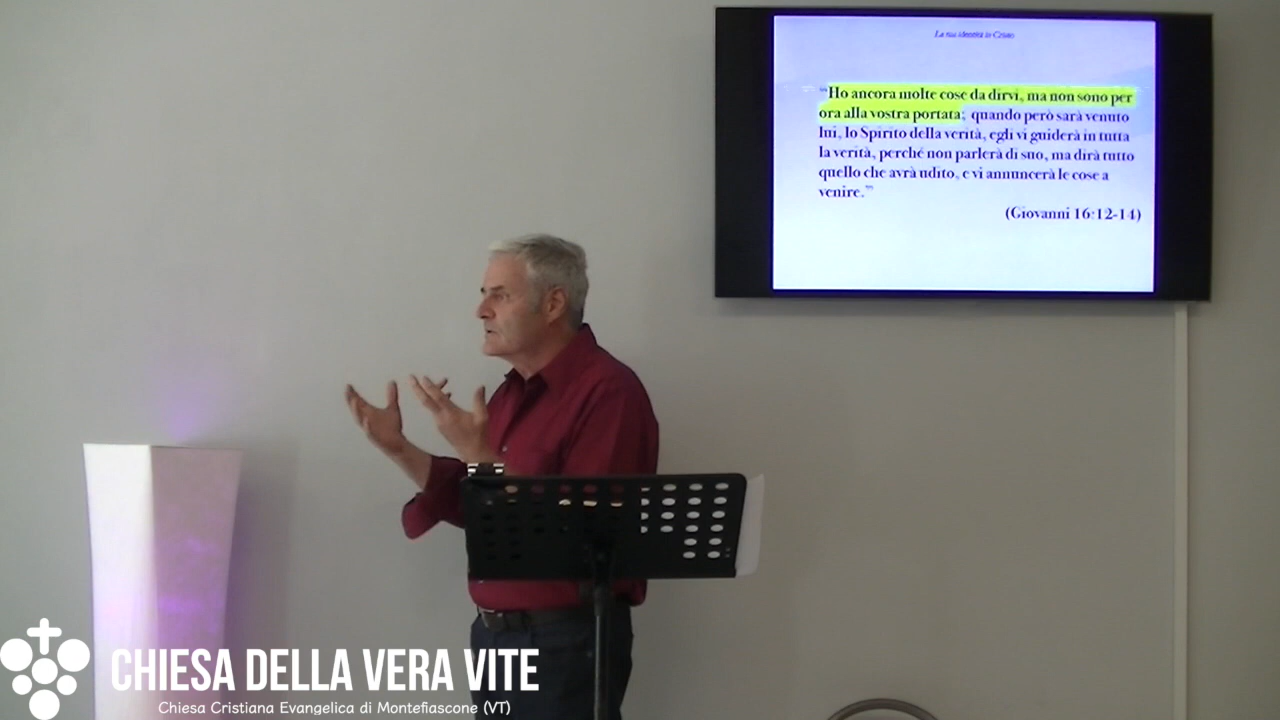 La tua identità in Cristo
"Ho ancora molte cose da dirvi, ma non sono per
ora alla vostra portata; quando però sarà venuto
lui, lo Spirito della verità, egli vi guiderà in tutta
la verità, perché non parlerà di suo, ma dirà tutto
quello che avrà udito, e vi annuncerà le cose a
venire."
(Giovanni 16:12-14)
CHIESA DELLA VERA VITE
Chiesa Cristiana Evangelica di Montefiascone (VT)